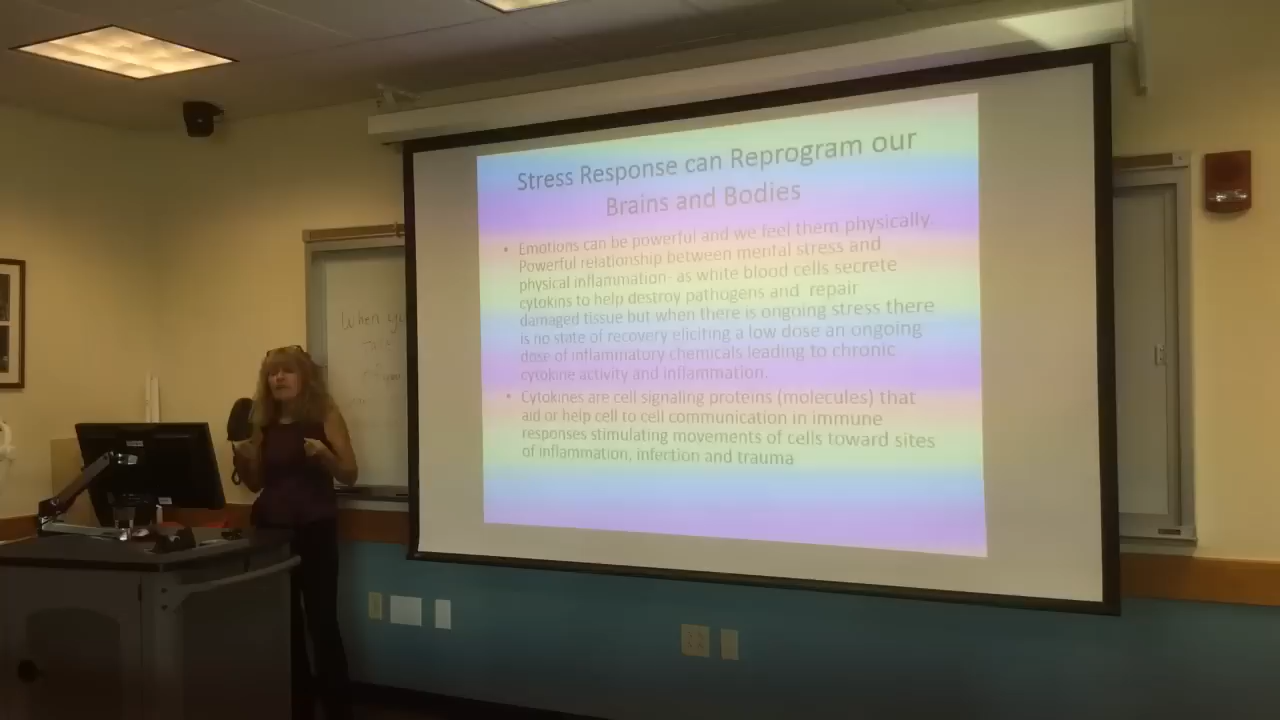 Stress Response can Reprogram our
Brains and Bodies
• Emotions can be powerful and we feel them physically.
Powerful relationship between mental stress and
physical inflammation- as white blood cells secrete
cytokins to help destroy pathogens and repair
damaged tissue but when there is ongoing stress there
is no state of recovery eliciting a low dose an ongoing
dose of inflammatory chemicals leading to chronic
cytokine activity and inflammation.
• Cytokines are cell signaling proteins (molecules) that
aid or help cell to cell communication in immune
responses stimulating movements of cells toward sites
of inflammation, infection and trauma
When